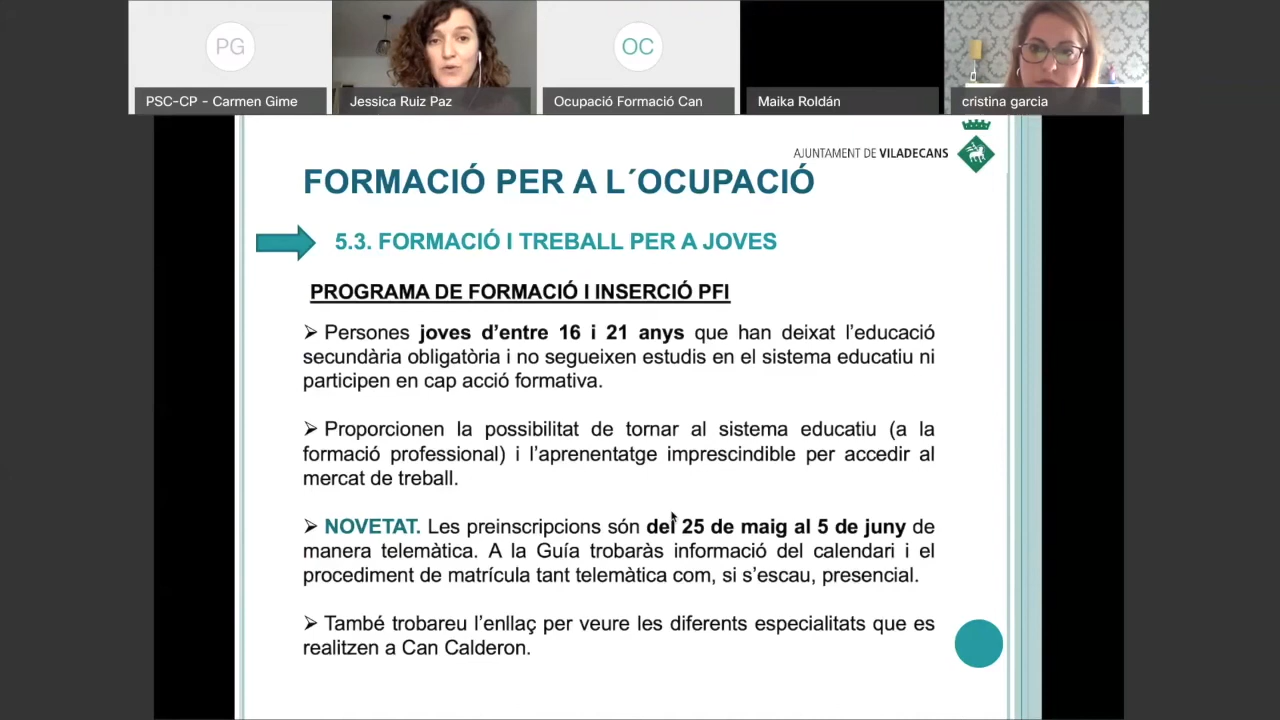 PG
OC
PSC-CP - Carmen Gime
Jessica Ruiz Paz
Ocupació Formació Can
Maika Roldán
cristina garcia
AJUNTAMENT DE VILADECANS
FORMACIÓ PER A L´OCUPACIÓ
5.3. FORMACIÓ I TREBALL PER A JOVES
PROGRAMA DE FORMACIÓ I INSERCIÓ PFI
➢ Persones joves d’entre 16 i 21 anys que han deixat l’educació
secundària obligatòria i no segueixen estudis en el sistema educatiu ni
participen en cap acció formativa.
➢ Proporcionen la possibilitat de tornar al sistema educatiu (a la
formació professional) i l’aprenentatge imprescindible per accedir al
mercat de treball.
➢ NOVETAT. Les preinscripcions són del 25 de maig al 5 de juny de
manera telemàtica. A la Guía trobaràs informació del calendari i el
procediment de matrícula tant telemàtica com, si s’escau, presencial.
➢ També trobareu l’enllaç per veure les diferents especialitats que es
realitzen a Can Calderon.